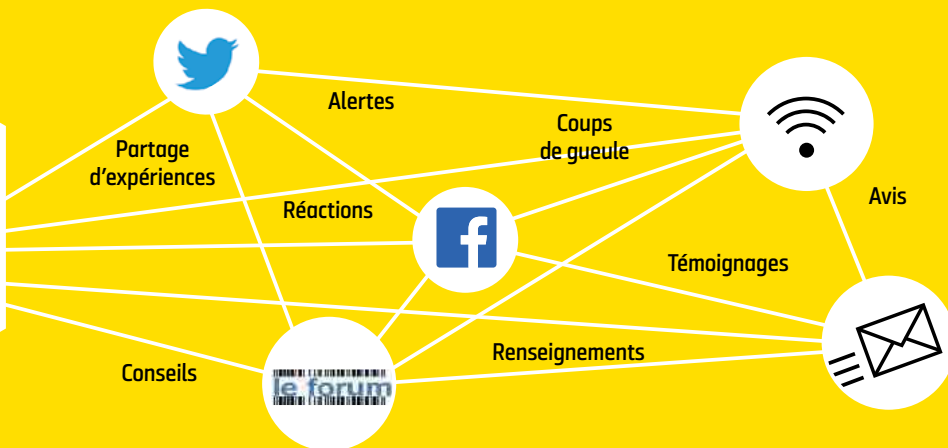 Alertes
Coups
de gueule
Partage
d'expériences
Avis
Réactions
Témoignages
Renseignements
Conseils
le forum